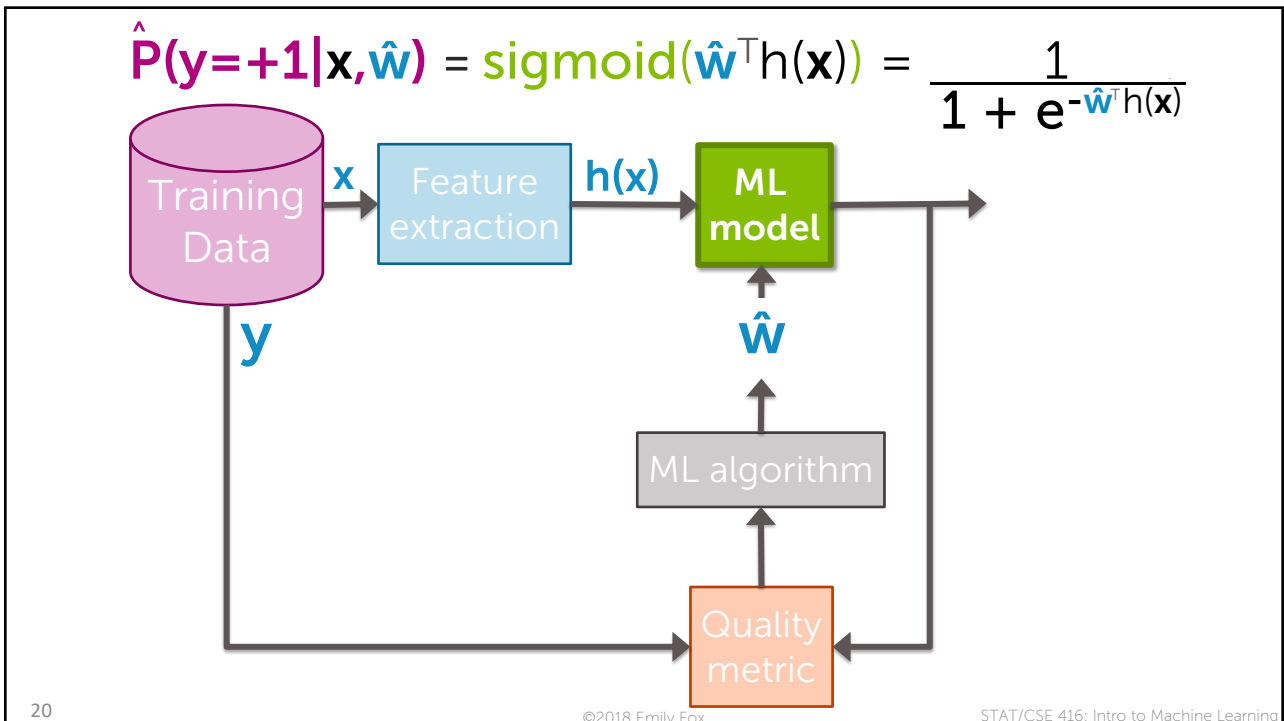 P̂(y=+1|x,ŵ) = sigmoid(ŵᵀh(x)) = 1 / (1 + e^(-ŵᵀh(x)))
Training
Data
x
Feature
extraction
h(x)
ML
model
y
ŵ
ML algorithm
Quality
metric
20
©2018 Emily Fox
STAT/CSE 416: Intro to Machine Learning